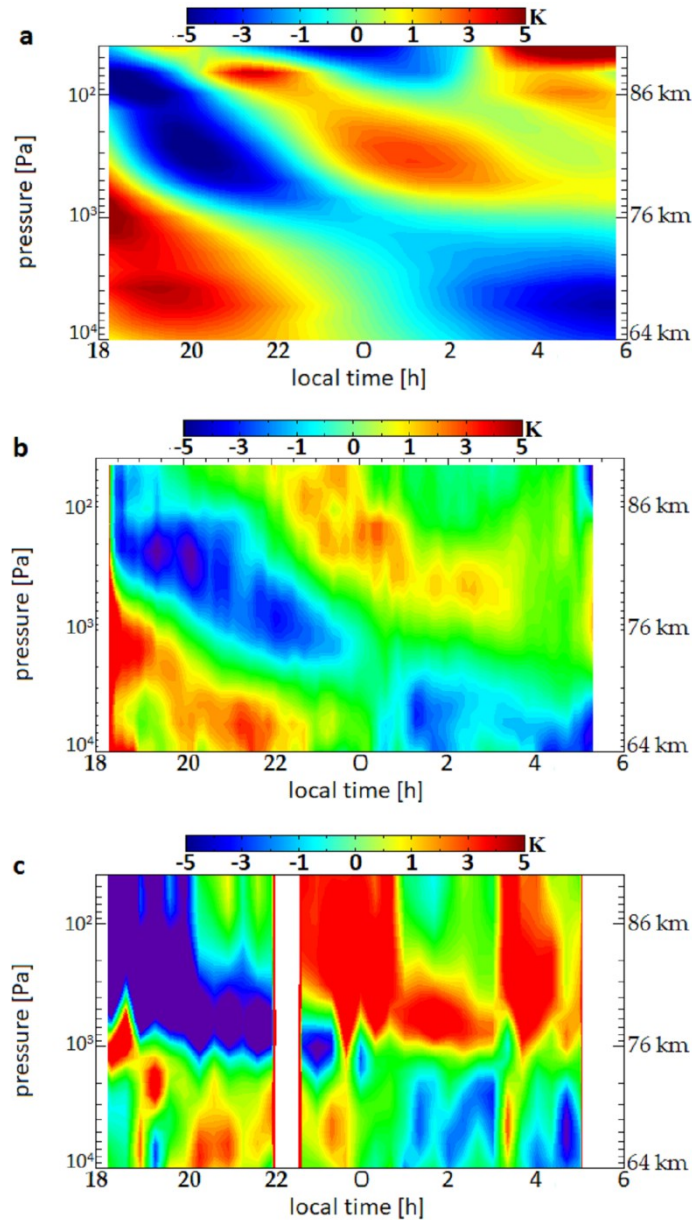 a
-5 -3 -1 0 1 3 5 K
pressure [Pa]
10²
10³
10⁴
86 km
76 km
64 km
18 20 22 0 2 4 6
local time [h]
b
-5 -3 -1 0 1 3 5 K
pressure [Pa]
10²
10³
10⁴
86 km
76 km
64 km
18 20 22 0 2 4 6
local time [h]
c
-5 -3 -1 0 1 3 5 K
pressure [Pa]
10²
10³
10⁴
86 km
76 km
64 km
18 20 22 0 2 4 6
local time [h]